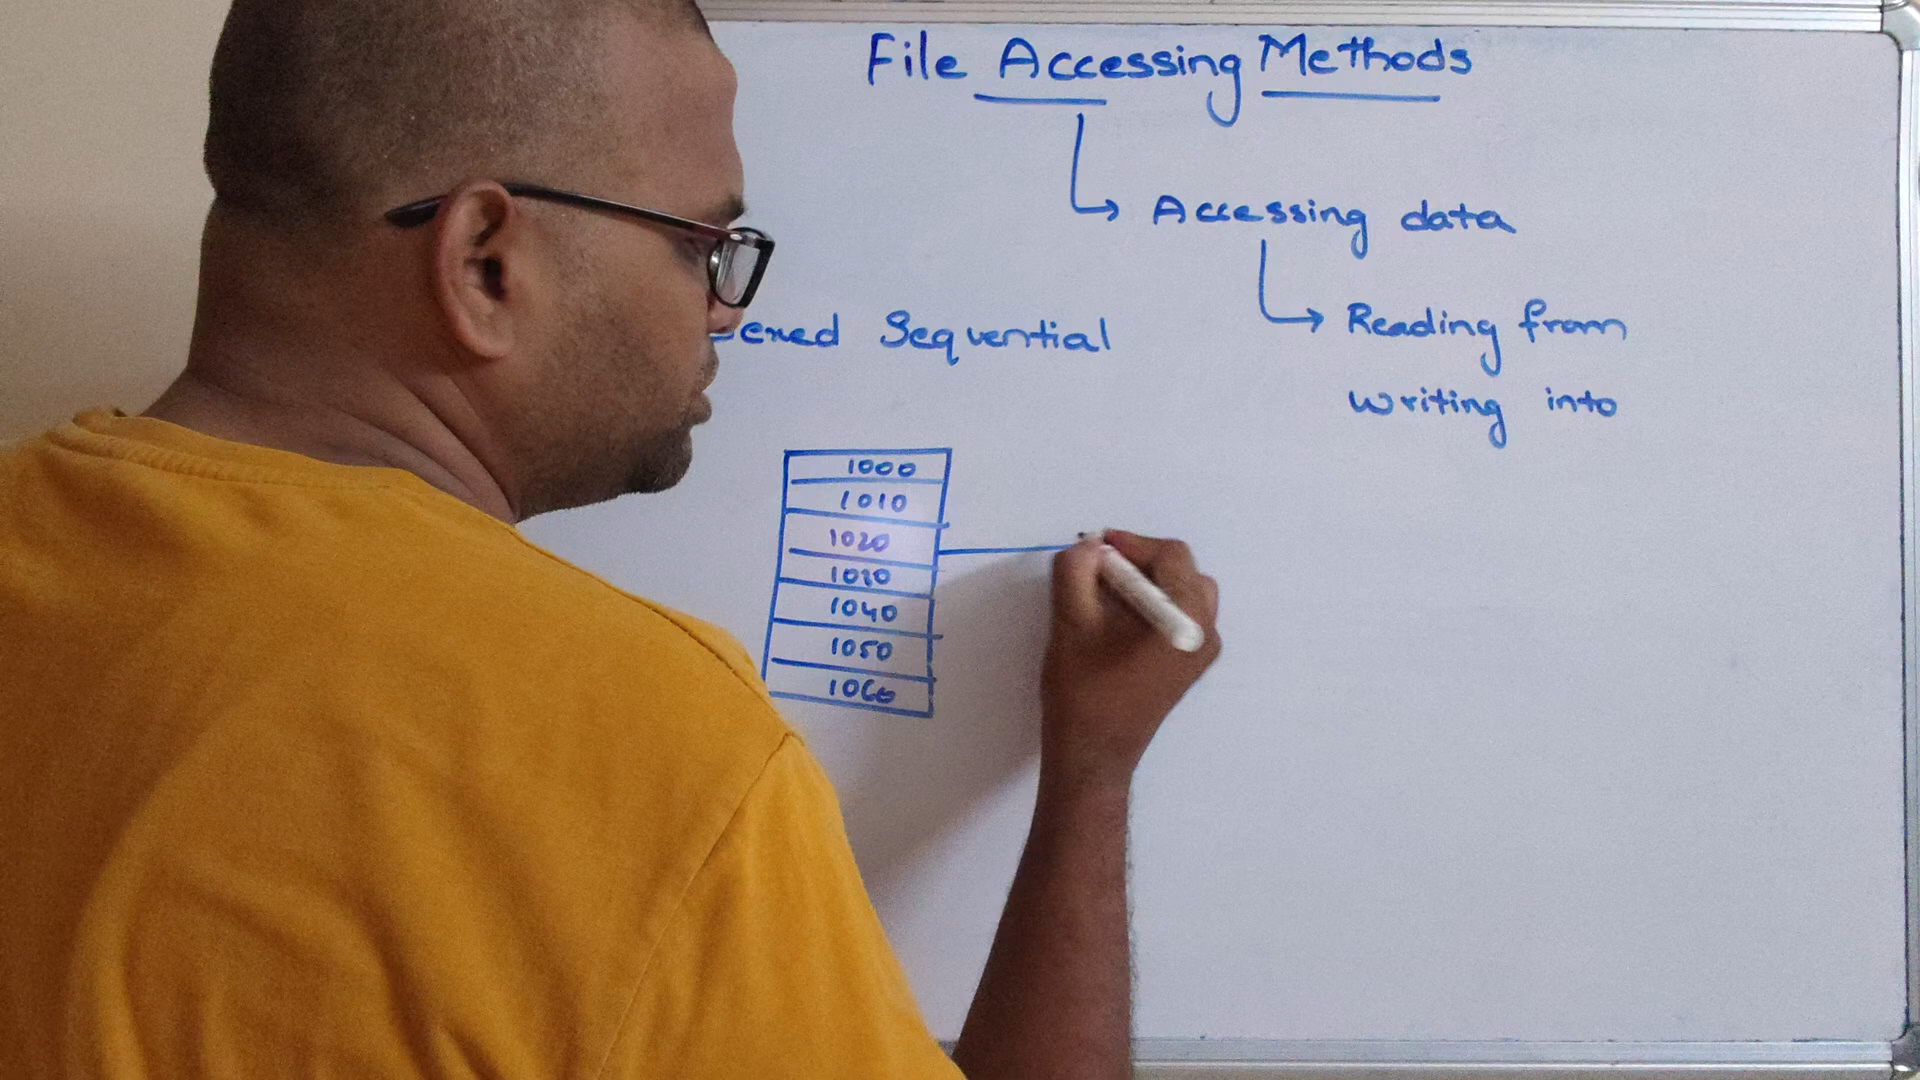 File Accessing Methods
Accessing data
Reading from
writing into
Sequential
1000
1010
1020
1030
1040
1050
1060